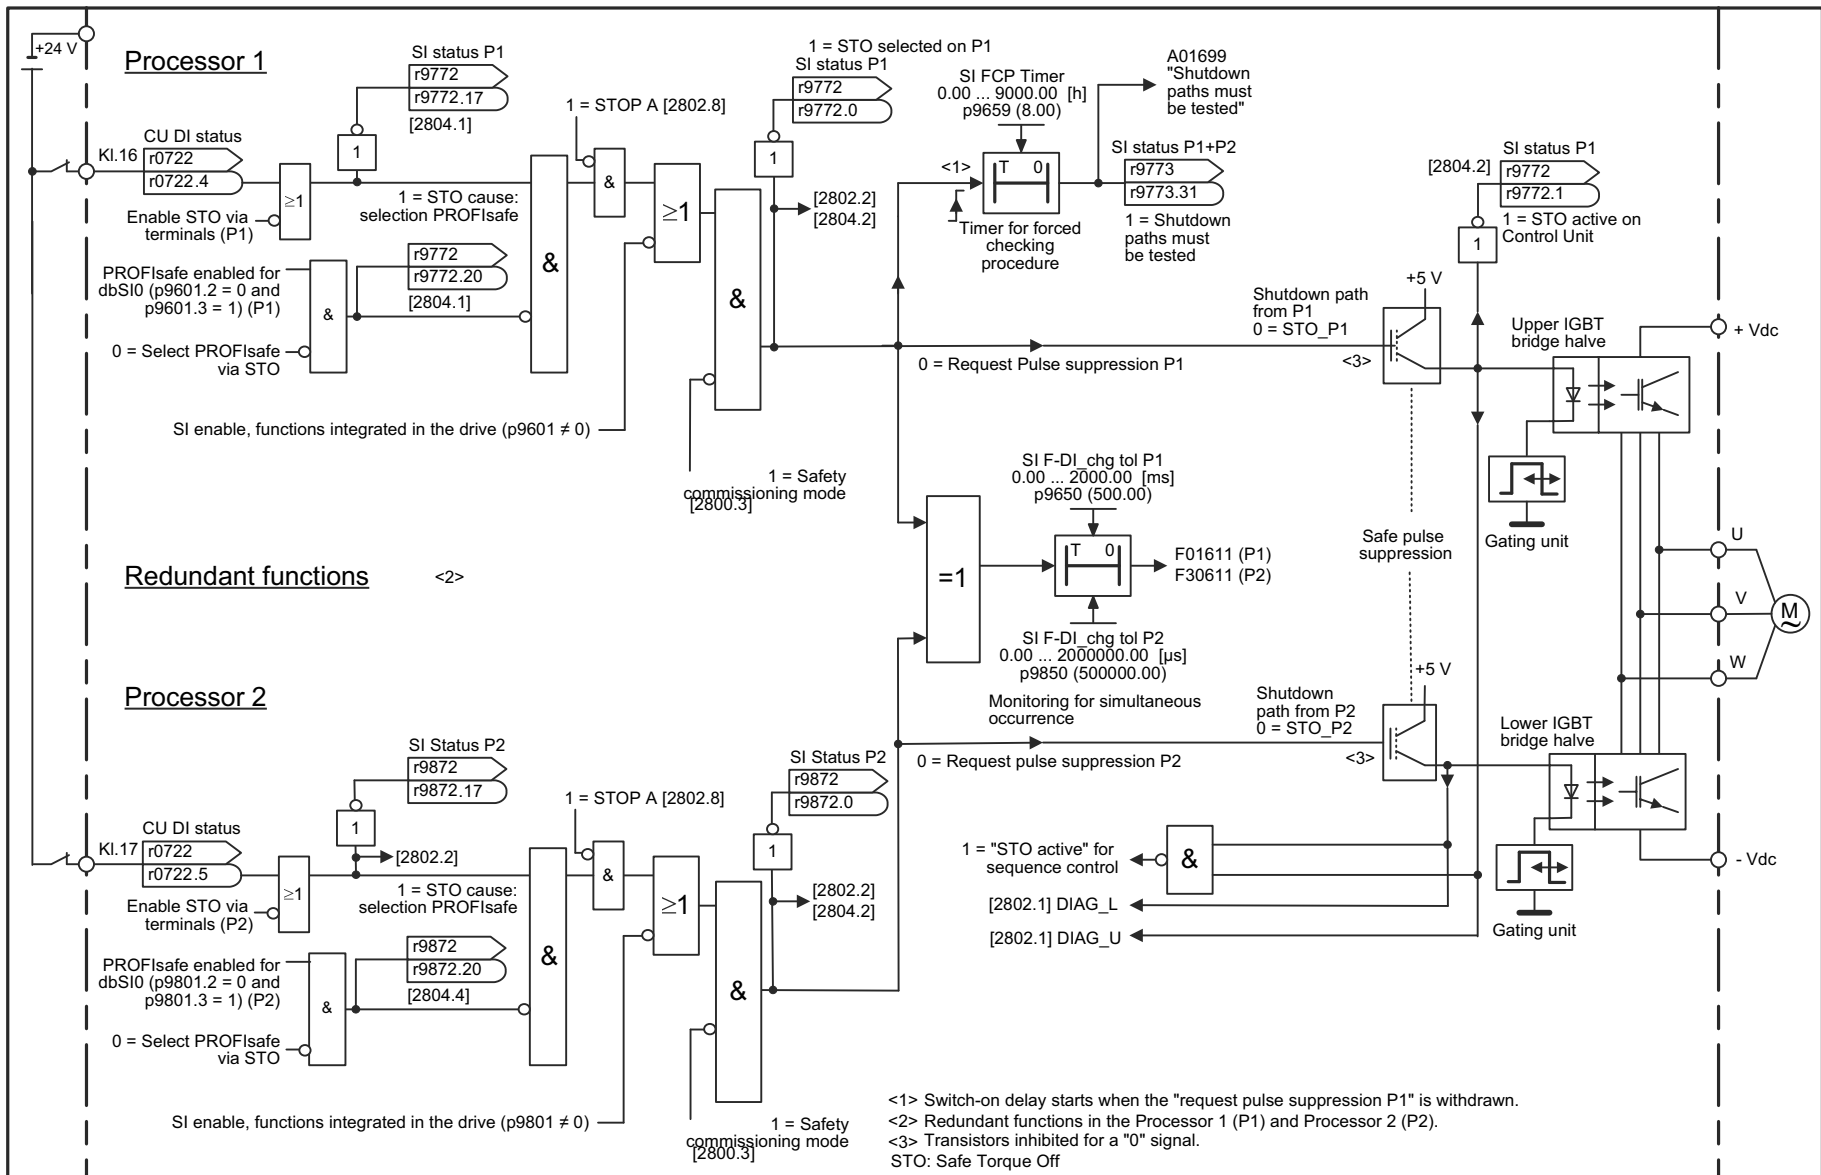 +24 V
Processor 1
SI status P1
r9772
r9772.17
[2804.1]
1
1 = STOP A [2802.8]
1 = STO selected on P1
SI status P1
r9772
r9772.0
1
SI FCP Timer
0.00 ... 9000.00 [h]
p9659 (8.00)
A01699
"Shutdown
paths must
be tested"
Kl.16
CU DI status
r0722
r0722.4
≥1
Enable STO via
terminals (P1)
1 = STO cause:
selection PROFIsafe
&
≥1
[2802.2]
[2804.2]
<1>
T 0
Timer for forced
checking
procedure
SI status P1+P2
r9773
r9773.31
1 = Shutdown
paths must
be tested
[2804.2]
SI status P1
r9772
r9772.1
1 = STO active on
Control Unit
1
PROFIsafe enabled for
dbSI0 (p9601.2 = 0 and
p9601.3 = 1) (P1)
&
r9772
r9772.20
[2804.1]
&
&
0 = Select PROFIsafe
via STO
0 = Request Pulse suppression P1
Shutdown path
from P1
0 = STO_P1
<3>
+5 V
Upper IGBT
bridge halve
+ Vdc
SI enable, functions integrated in the drive (p9601 ≠ 0)
1 = Safety
commissioning mode
[2800.3]
SI F-DI_chg tol P1
0.00 ... 2000.00 [ms]
p9650 (500.00)
T 0
=1
F01611 (P1)
F30611 (P2)
SI F-DI_chg tol P2
0.00 ... 2000000.00 [µs]
p9850 (500000.00)
Monitoring for simultaneous
occurrence
Safe pulse
suppression
Gating unit
U
V
W
M
~
Redundant functions <2>
Processor 2
SI Status P2
r9872
r9872.17
1
[2802.2]
1 = STOP A [2802.8]
SI Status P2
r9872
r9872.0
1
0 = Request pulse suppression P2
Shutdown
path from P2
0 = STO_P2
<3>
+5 V
Lower IGBT
bridge halve
Kl.17
CU DI status
r0722
r0722.5
≥1
Enable STO via
terminals (P2)
1 = STO cause:
selection PROFIsafe
&
≥1
[2802.2]
[2804.2]
1 = "STO active" for
sequence control
&
[2802.1] DIAG_L
[2802.1] DIAG_U
Gating unit
- Vdc
PROFIsafe enabled for
dbSI0 (p9801.2 = 0 and
p9801.3 = 1) (P2)
&
r9872
r9872.20
[2804.4]
&
&
0 = Select PROFIsafe
via STO
SI enable, functions integrated in the drive (p9801 ≠ 0)
1 = Safety
commissioning mode
[2800.3]
<1> Switch-on delay starts when the "request pulse suppression P1" is withdrawn.
<2> Redundant functions in the Processor 1 (P1) and Processor 2 (P2).
<3> Transistors inhibited for a "0" signal.
STO: Safe Torque Off